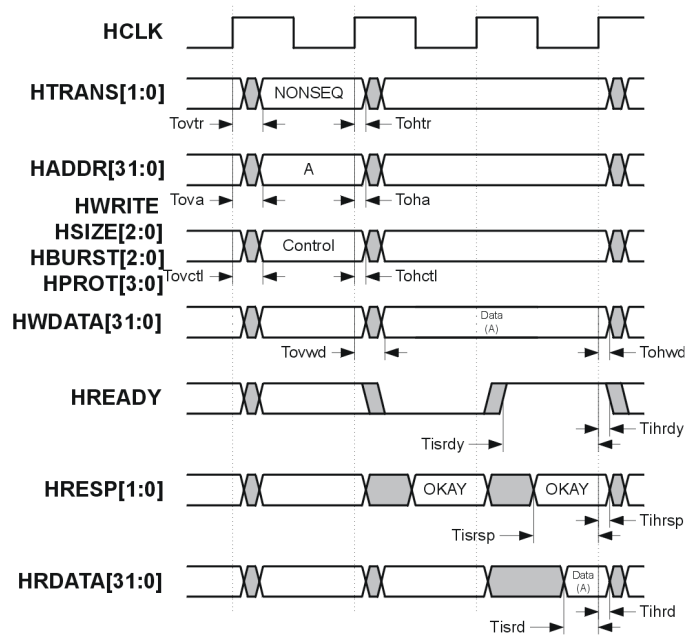 HCLK
HTRANS[1:0] NONSEQ
Tovtr Tohtr
HADDR[31:0] A
Tova Toha
HWRITE
HSIZE[2:0]
HBURST[2:0] Control
HPROT[3:0] Tovctl Tohctl
HWDATA[31:0] Data
(A)
Tovwd Tohwd
HREADY
Tisrdy Tihrdy
HRESP[1:0] OKAY OKAY
Tisrsp Tihrsp
HRDATA[31:0] Data
(A)
Tisrd Tihrd